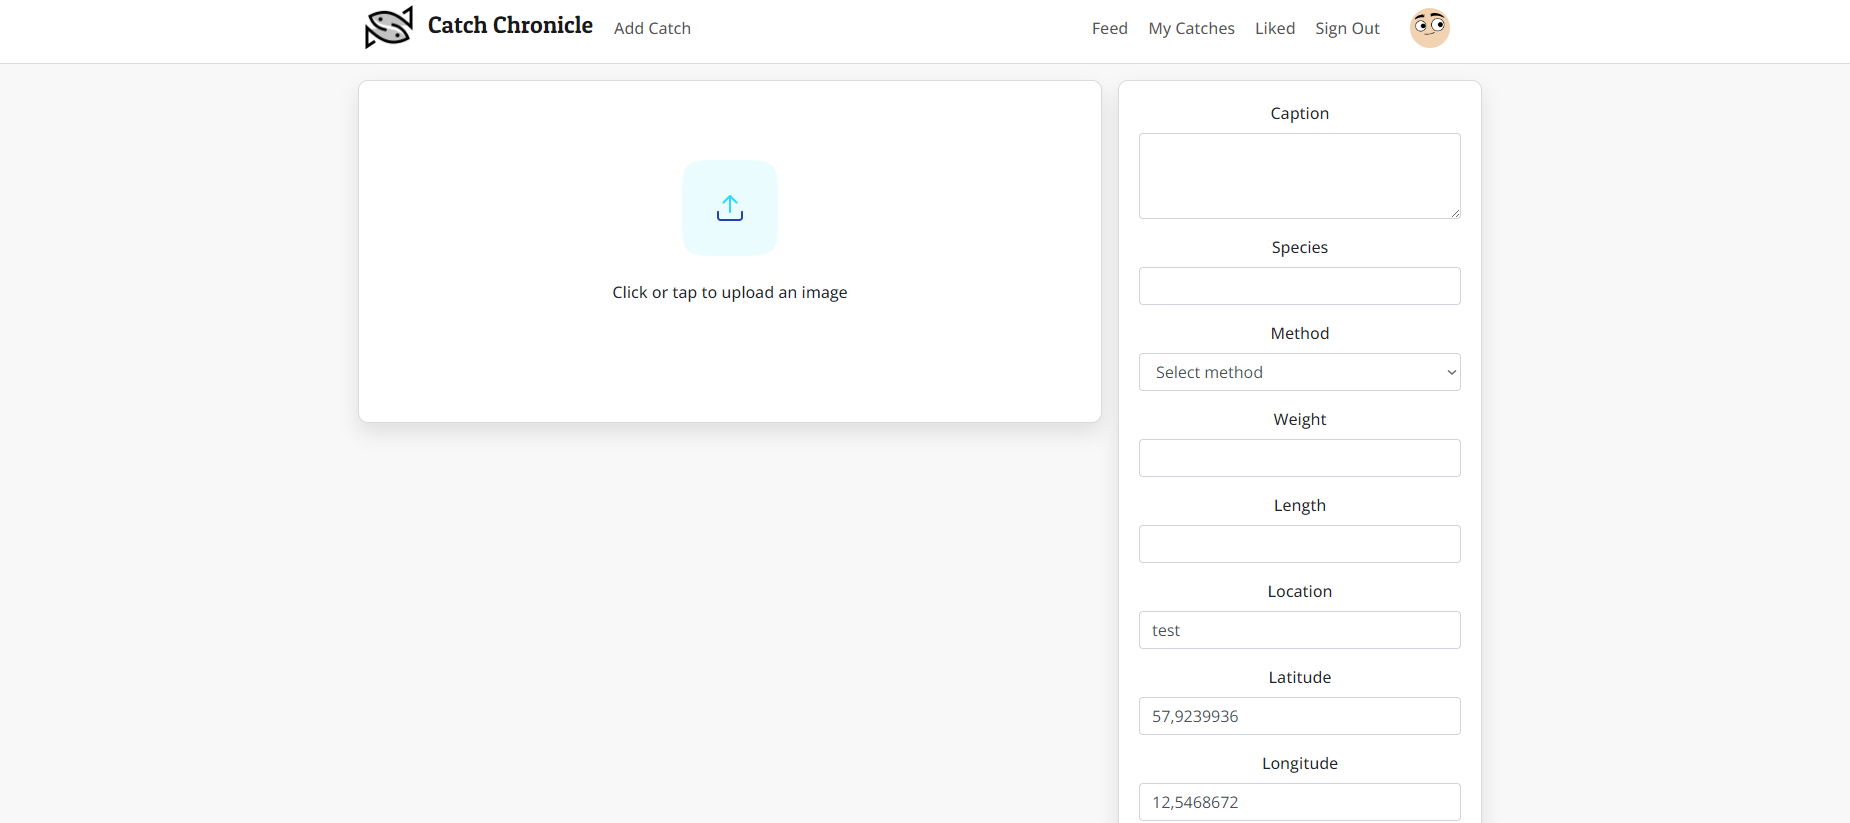 Catch Chronicle Add Catch Feed My Catches Liked Sign Out
Click or tap to upload an image
Caption
Species
Method
Select method
Weight
Length
Location
test
Latitude
57,9239936
Longitude
12,5468672